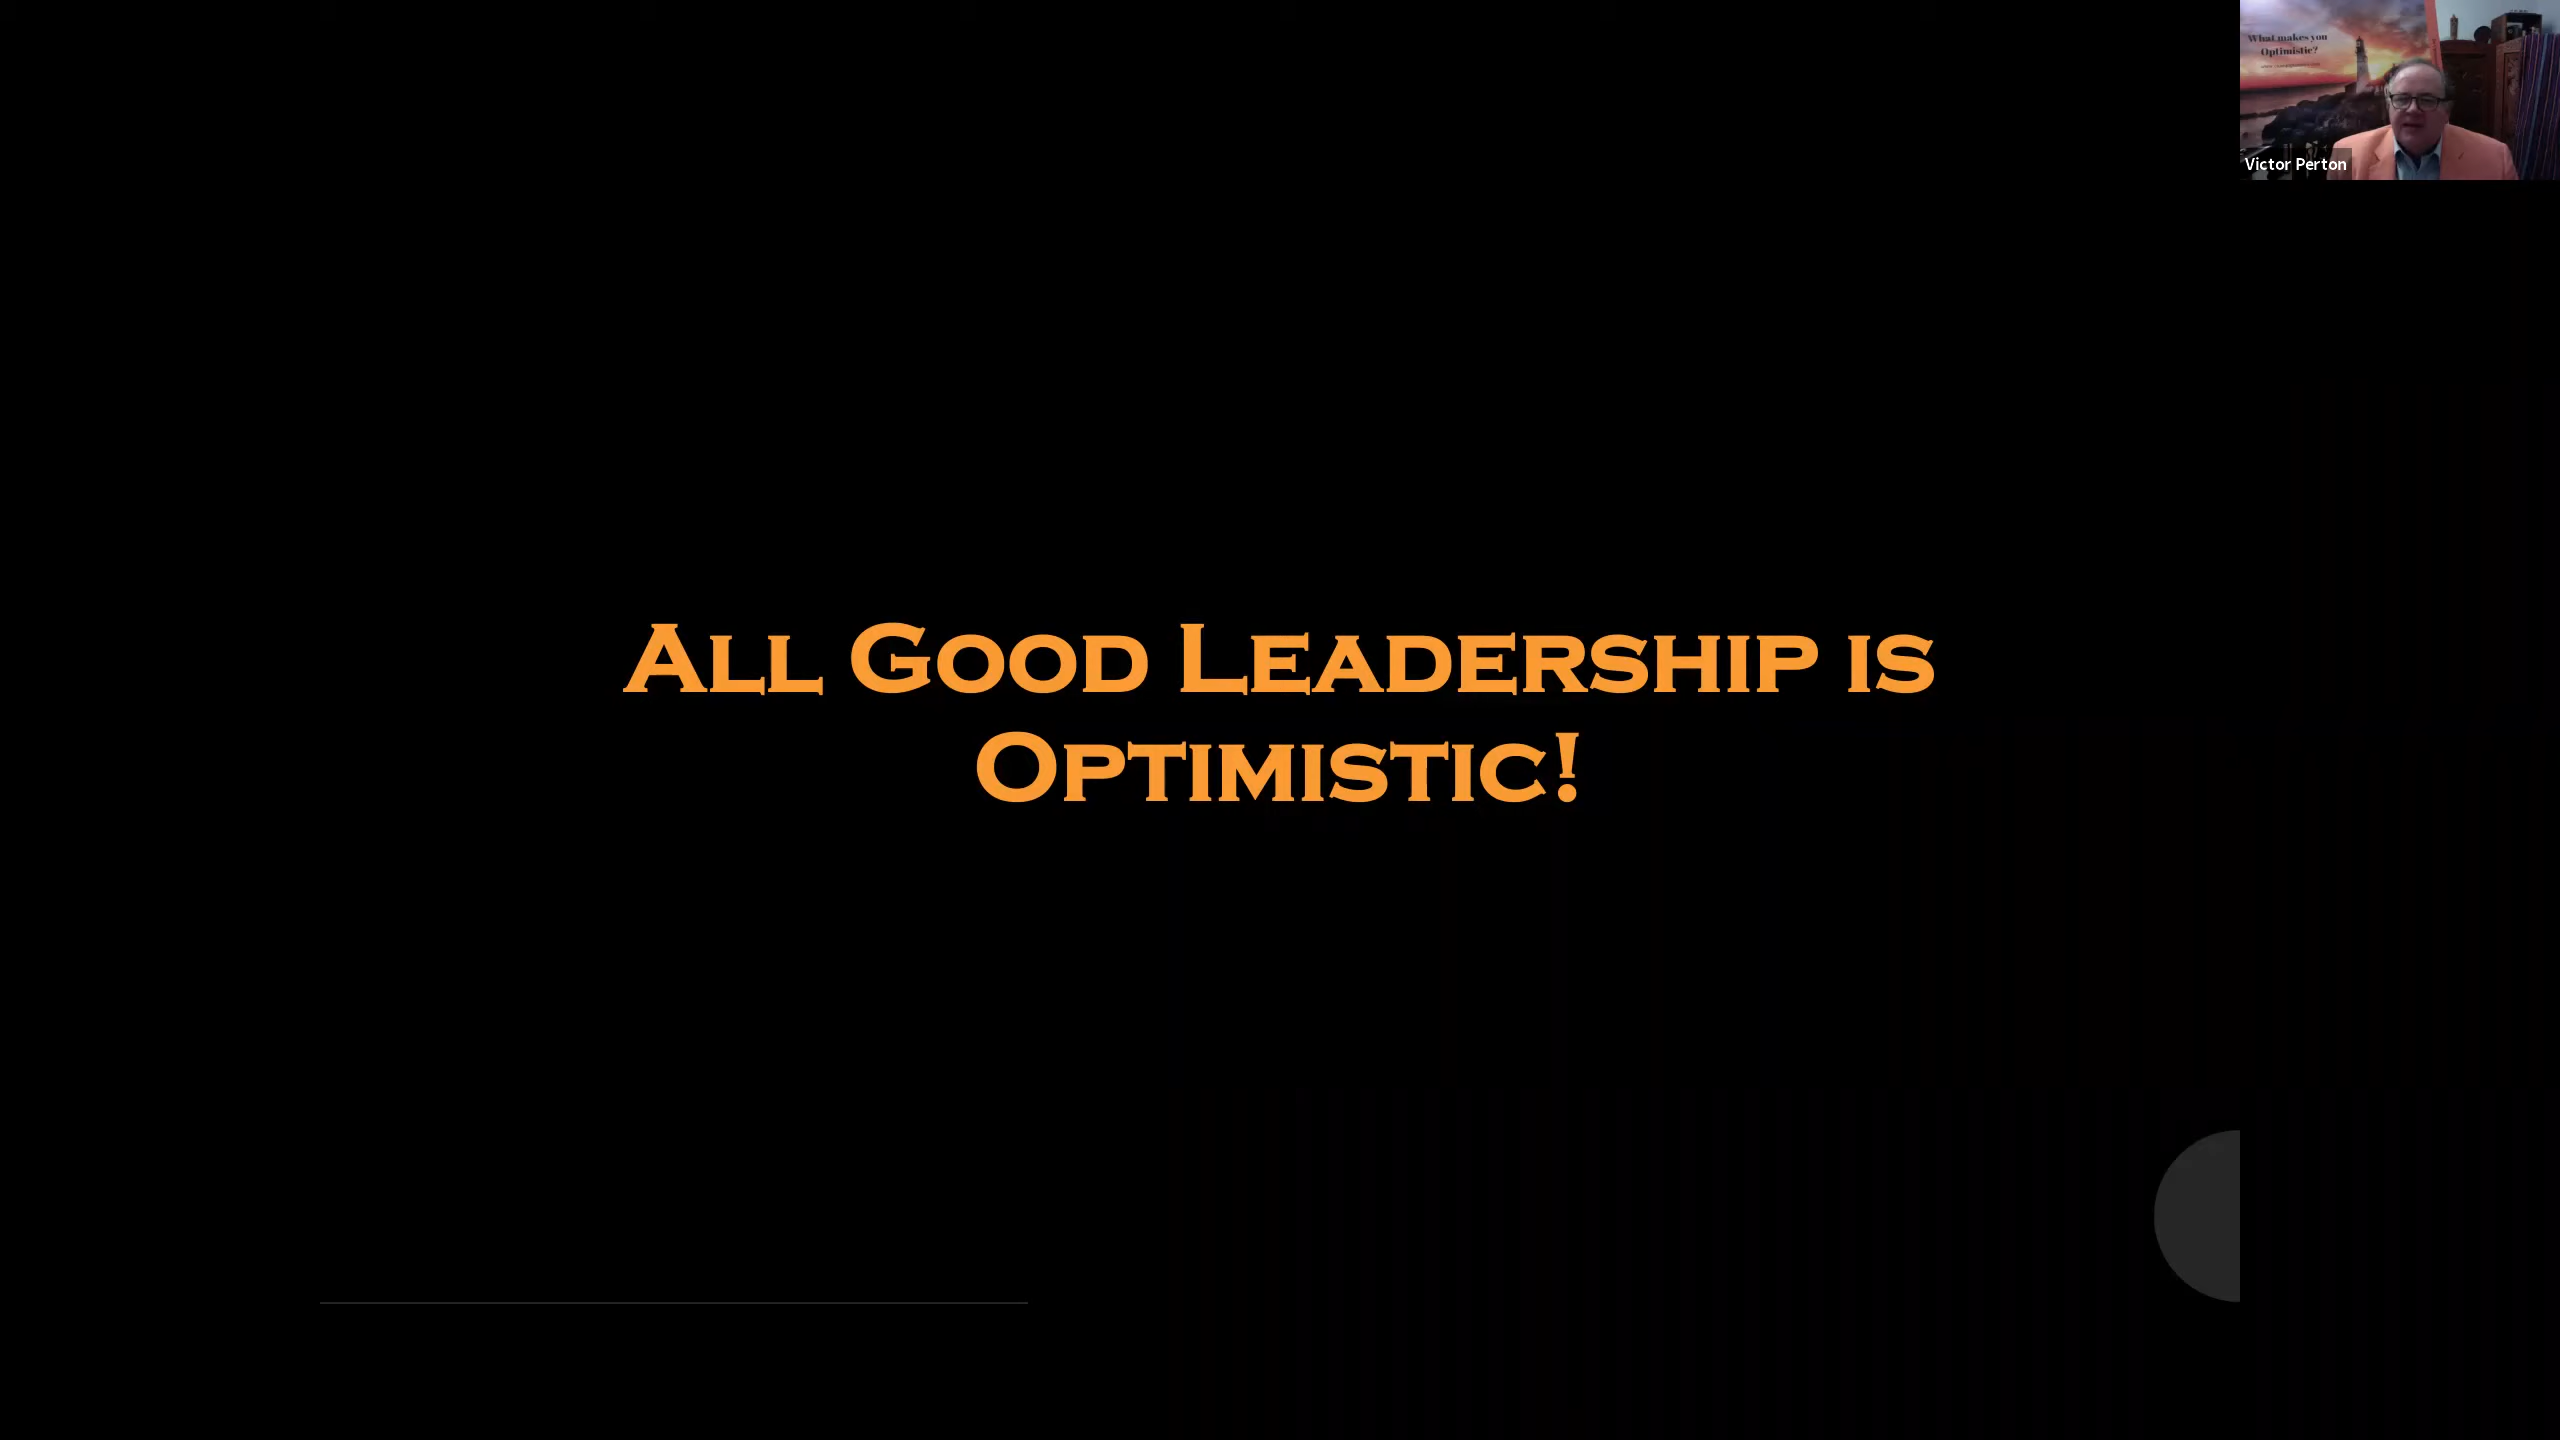 What makes you
Optimistic?
Victor Perton
All Good Leadership is
Optimistic!